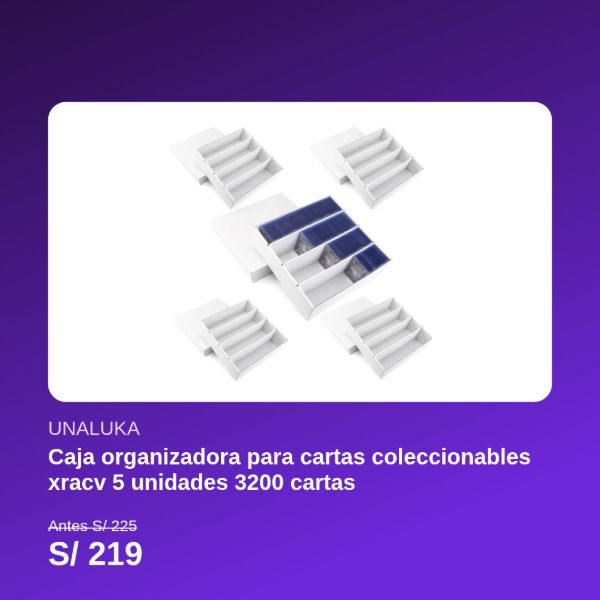 UNALUKA
Caja organizadora para cartas coleccionables
xracv 5 unidades 3200 cartas
Antes S/ 225
S/ 219